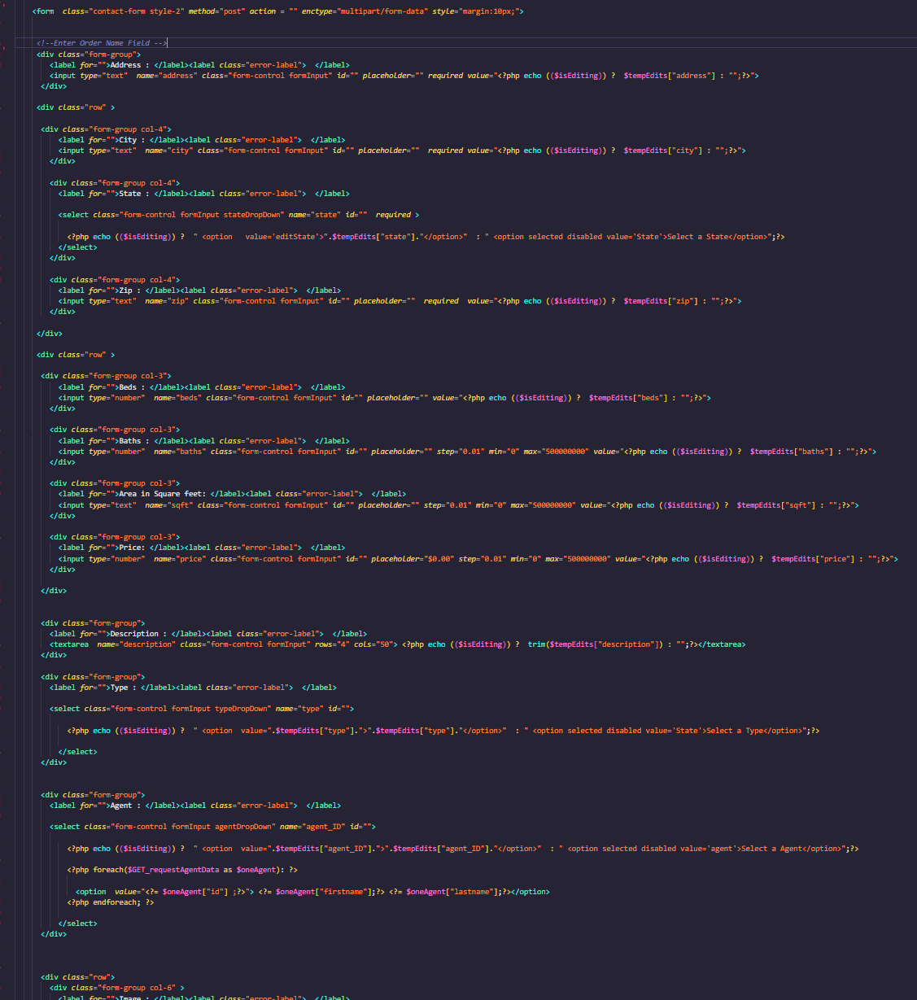 <form  class="contact-form style-2" method="post" action = "" enctype="multipart/form-data" style="margin:10px;">
<!--Enter Order Name Field -->
<div class="form-group">
<label for="">Address : </label><label class="error-label">  </label>
<input type="text"  name="address" class="form-control formInput" id="" placeholder="" required value="<?php echo (($isEditing)) ?  $tempEdits["address"] : "";?>">
</div>
<div class="row" >
<div class="form-group col-4">
<label for="">City : </label><label class="error-label">  </label>
<input type="text"  name="city" class="form-control formInput" id="" placeholder=""  required value="<?php echo (($isEditing)) ?  $tempEdits["city"] : "";?>">
</div>
<div class="form-group col-4">
<label for="">State : </label><label class="error-label">  </label>
<select class="form-control formInput stateDropDown" name="state" id=""  required >
<?php echo (($isEditing)) ?  " <option   value='editState'>".$tempEdits["state"]."</option>"  : " <option selected disabled value='State'>Select a State</option>";?>
</select>
</div>
<div class="form-group col-4">
<label for="">Zip : </label><label class="error-label">  </label>
<input type="text"  name="zip" class="form-control formInput" id="" placeholder=""  required  value="<?php echo (($isEditing)) ?  $tempEdits["zip"] : "";?>">
</div>
</div>
<div class="row" >
<div class="form-group col-3">
<label for="">Beds : </label><label class="error-label">  </label>
<input type="number"  name="beds" class="form-control formInput" id="" placeholder="" value="<?php echo (($isEditing)) ?  $tempEdits["beds"] : "";?>">
</div>
<div class="form-group col-3">
<label for="">Baths : </label><label class="error-label">  </label>
<input type="number"  name="baths" class="form-control formInput" id="" placeholder="" step="0.01" min="0" max="500000000" value="<?php echo (($isEditing)) ?  $tempEdits["baths"] : "";?>">
</div>
<div class="form-group col-3">
<label for="">Area in Square feet: </label><label class="error-label">  </label>
<input type="text"  name="sqft" class="form-control formInput" id="" placeholder="" step="0.01" min="0" max="500000000" value="<?php echo (($isEditing)) ?  $tempEdits["sqft"] : "";?>">
</div>
<div class="form-group col-3">
<label for="">Price: </label><label class="error-label">  </label>
<input type="number"  name="price" class="form-control formInput" id="" placeholder="$0.00" step="0.01" min="0" max="500000000" value="<?php echo (($isEditing)) ?  $tempEdits["price"] : "";?>">
</div>
</div>
<div class="form-group">
<label for="">Description : </label><label class="error-label">  </label>
<textarea  name="description" class="form-control formInput" rows="4" cols="50"> <?php echo (($isEditing)) ?  trim($tempEdits["description"]) : "";?></textarea>
</div>
<div class="form-group">
<label for="">Type : </label><label class="error-label">  </label>
<select class="form-control formInput typeDropDown" name="type" id="">
<?php echo (($isEditing)) ?  " <option  value=".$tempEdits["type"].">".$tempEdits["type"]."</option>"  : " <option selected disabled value='State'>Select a Type</option>";?>
</select>
</div>
<div class="form-group">
<label for="">Agent : </label><label class="error-label">  </label>
<select class="form-control formInput agentDropDown" name="agent_ID" id="">
<?php echo (($isEditing)) ?  " <option  value=".$tempEdits["agent_ID"].">".$tempEdits["agent_ID"]."</option>"  : " <option selected disabled value='agent'>Select a Agent</option>";?>
<?php foreach($GET_requestAgentData as $oneAgent): ?>
<option  value="<?= $oneAgent["id"] ;?>"> <?= $oneAgent["firstname"];?> <?= $oneAgent["lastname"];?></option>
<?php endforeach; ?>
</select>
</div>
<div class="row">
<div class="form-group col-6" >
<label for="">Image : </label><label class="error-label">  </label>